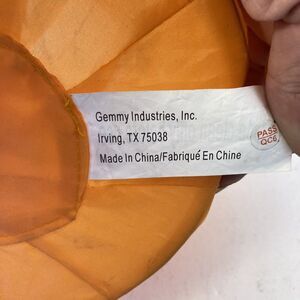 Gemmy Industries, Inc.
Irving, TX 75038
Made In China/Fabriqué En Chine
PASS
QC6